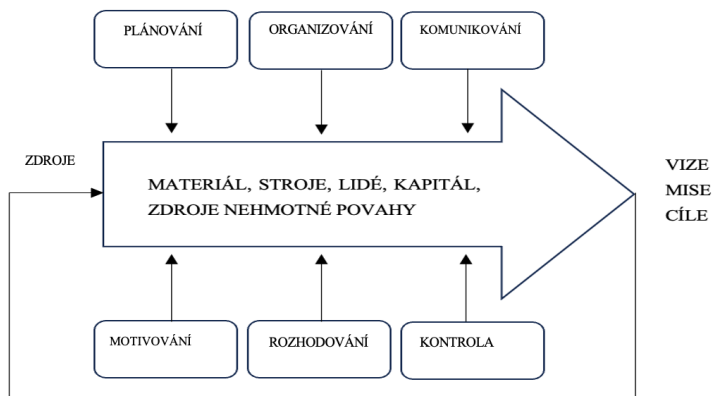 PLÁNOVÁNÍ
ORGANIZOVÁNÍ
KOMUNIKOVÁNÍ
ZDROJE
MATERIÁL, STROJE, LIDÉ, KAPITÁL,
ZDROJE NEHMOTNÉ POVAHY
VIZE
MISE
CÍLE
MOTIVOVÁNÍ
ROZHODOVÁNÍ
KONTROLA